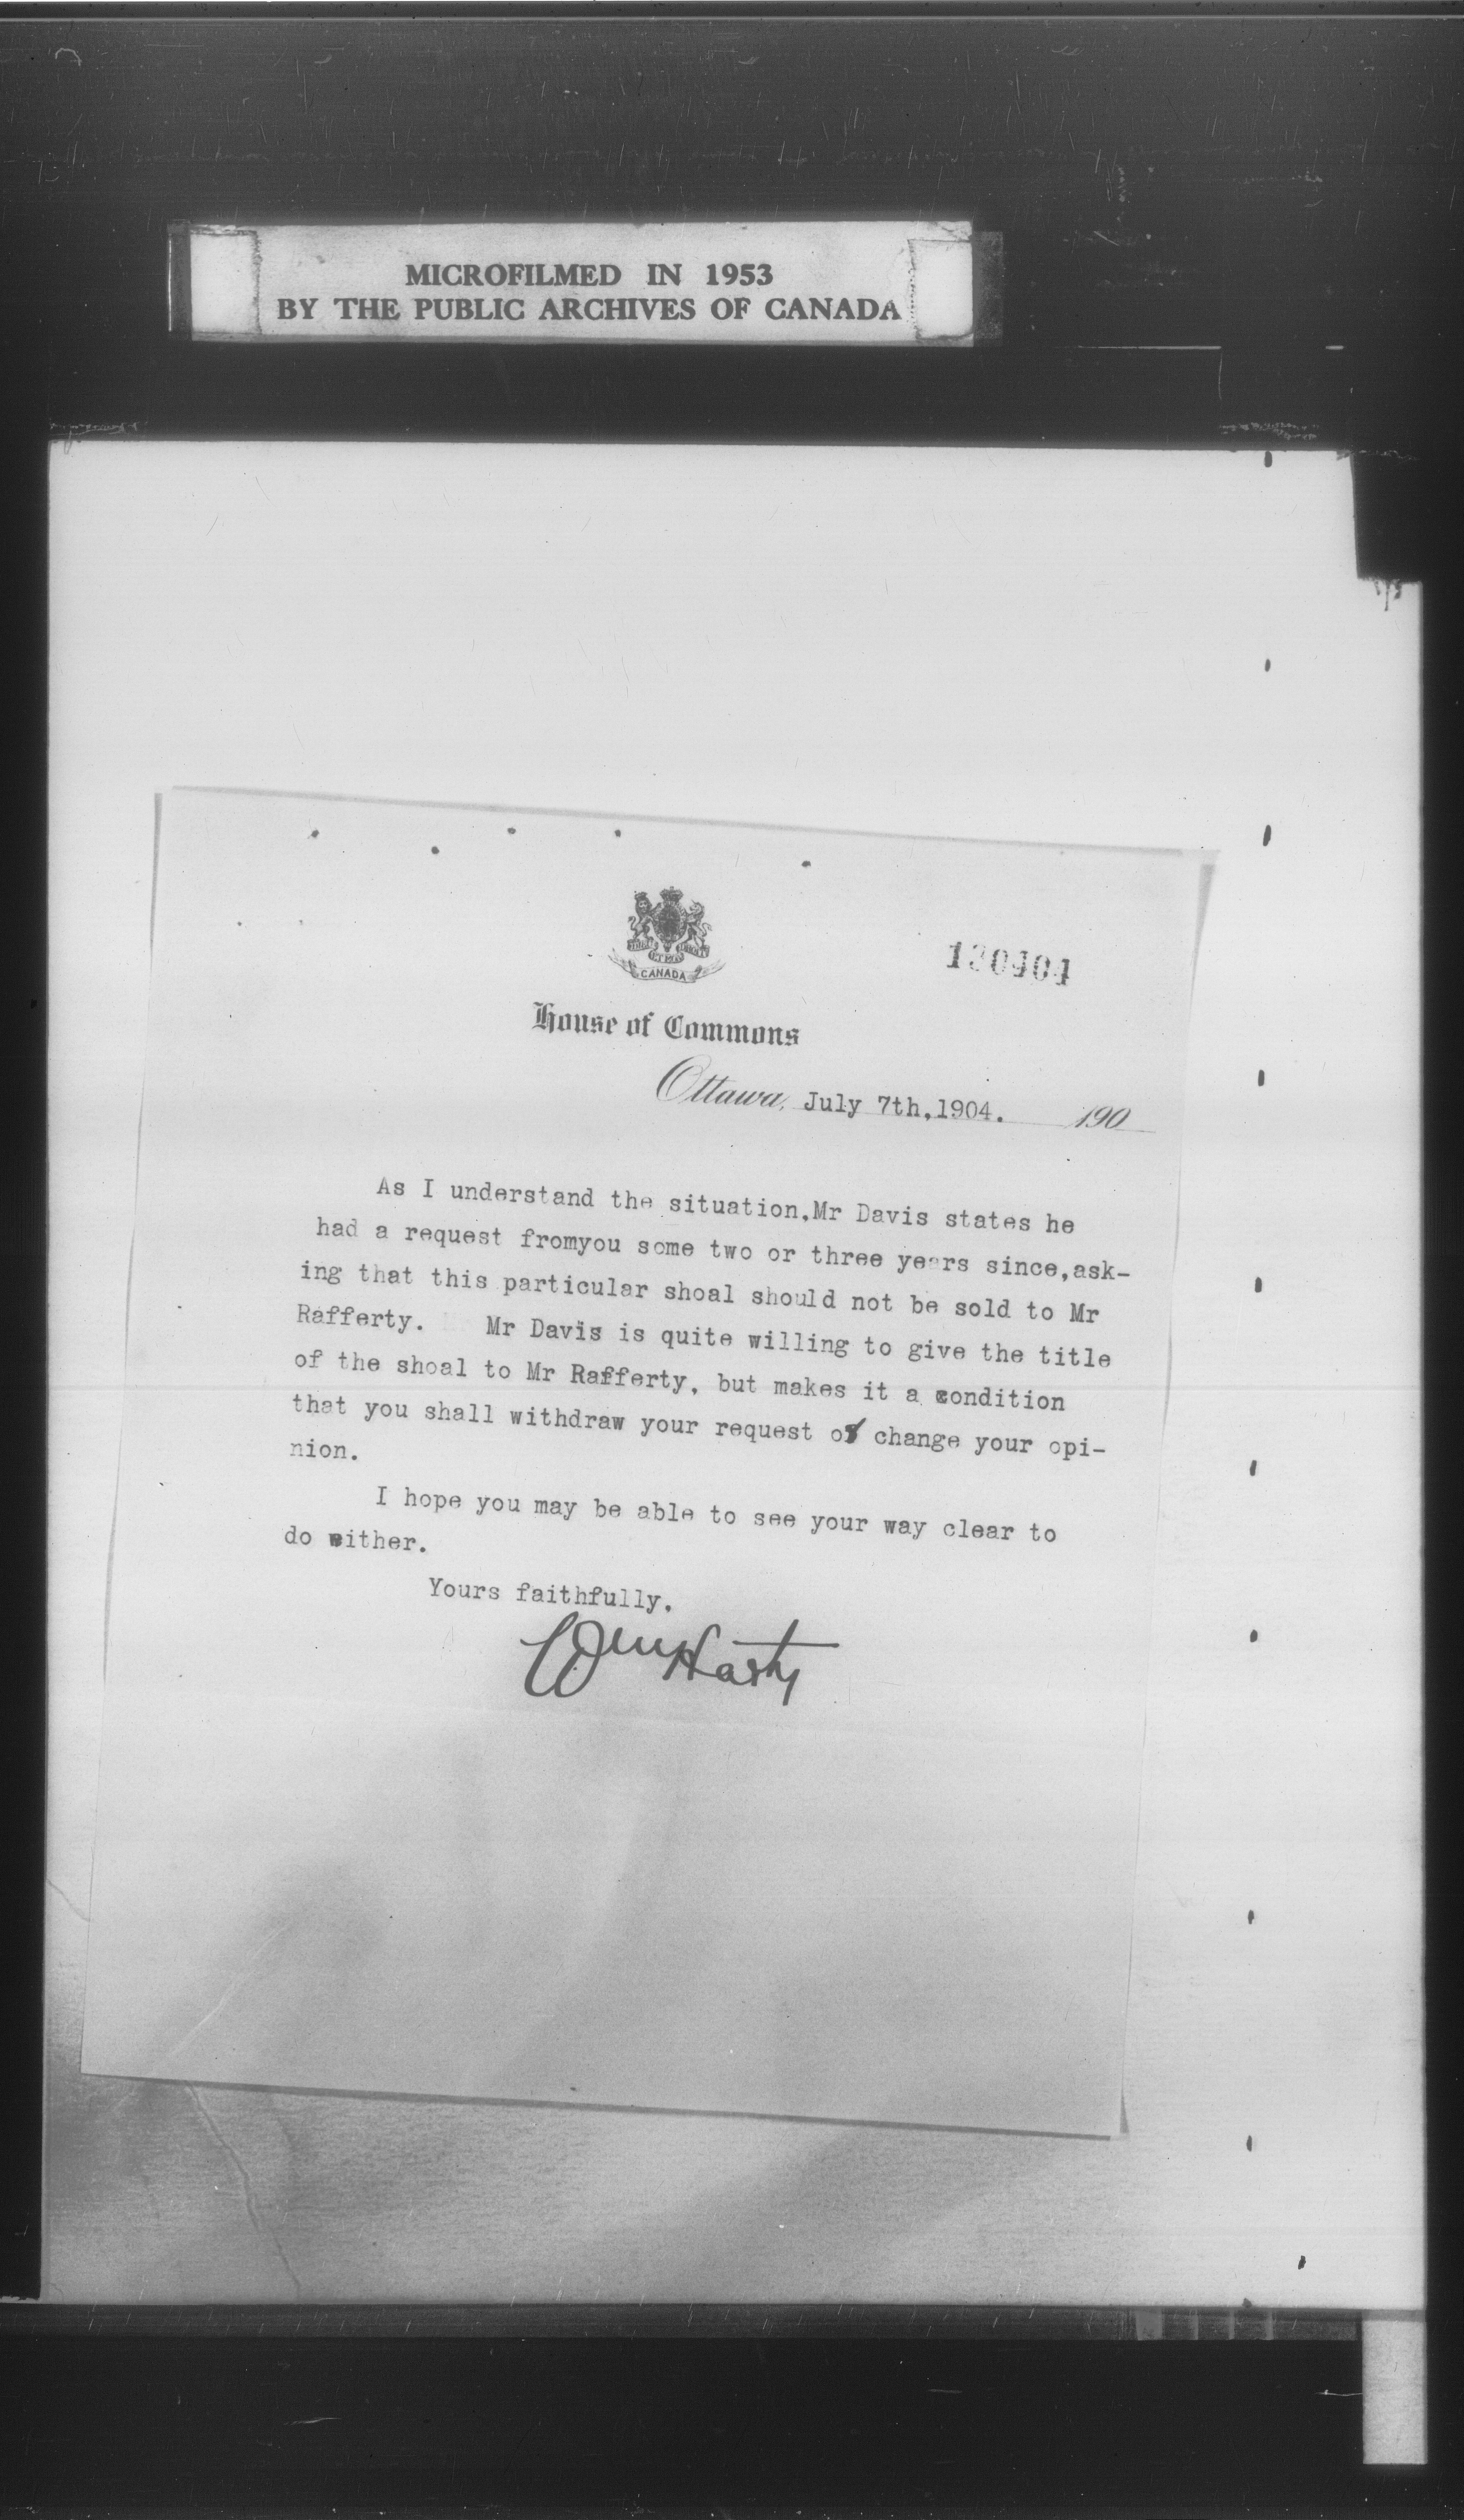 MICROFILMED IN 1953
BY THE PUBLIC ARCHIVES OF CANADA
CANADA
House of Commons
Ottawa, July 7th,1904. 190
As I understand the situation,Mr Davis states he
had a request fromyou some two or three years since,ask-
ing that this particular shoal should not be sold to Mr
Rafferty. Mr Davis is quite willing to give the title
of the shoal to Mr Rafferty, but makes it a condition
that you shall withdraw your request or change your opi-
nion.
I hope you may be able to see your way clear to
do either.
Yours faithfully,
Wm Harty